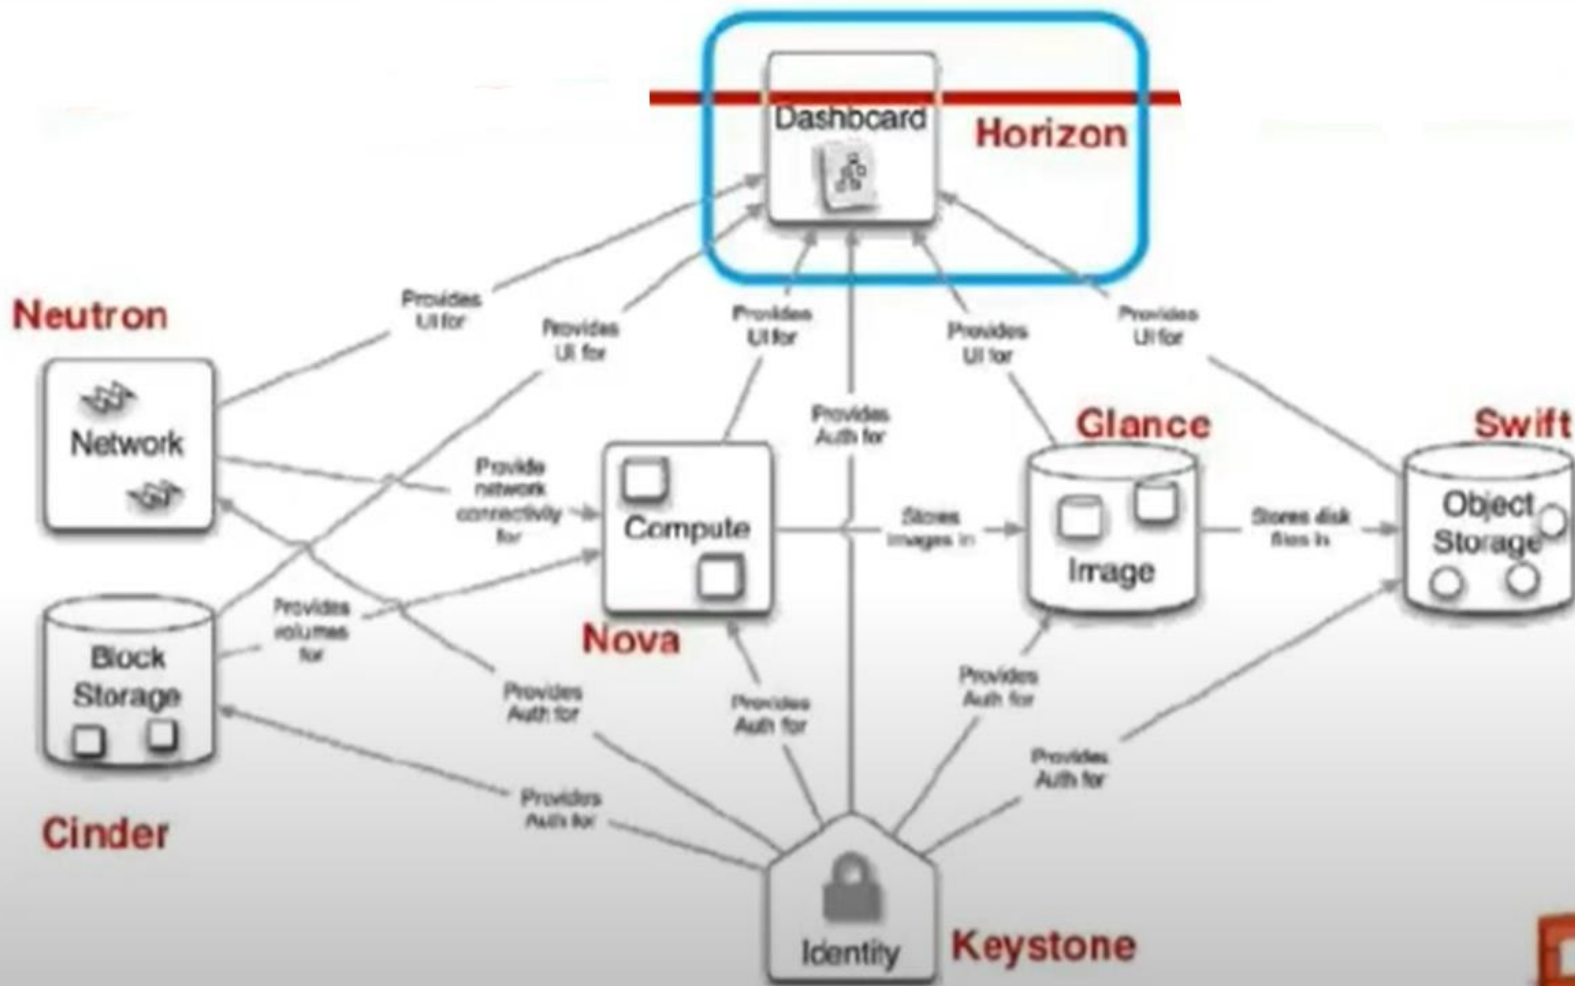 Dashboard
Horizon
Neutron
Provides
UI for
Provides
UI for
Provides
UI for
Provides
UI for
Provides
UI for
Network
Provides
Auth for
Glance
Swift
Provide
network
connectivity
for
Compute
Stores
images in
Image
Stores disk
files in
Object
Storage
Provides
volumes
for
Nova
Block
Storage
Provides
Auth for
Provides
Auth for
Provides
Auth for
Provides
Auth for
Provides
Auth for
Cinder
Identity
Keystone